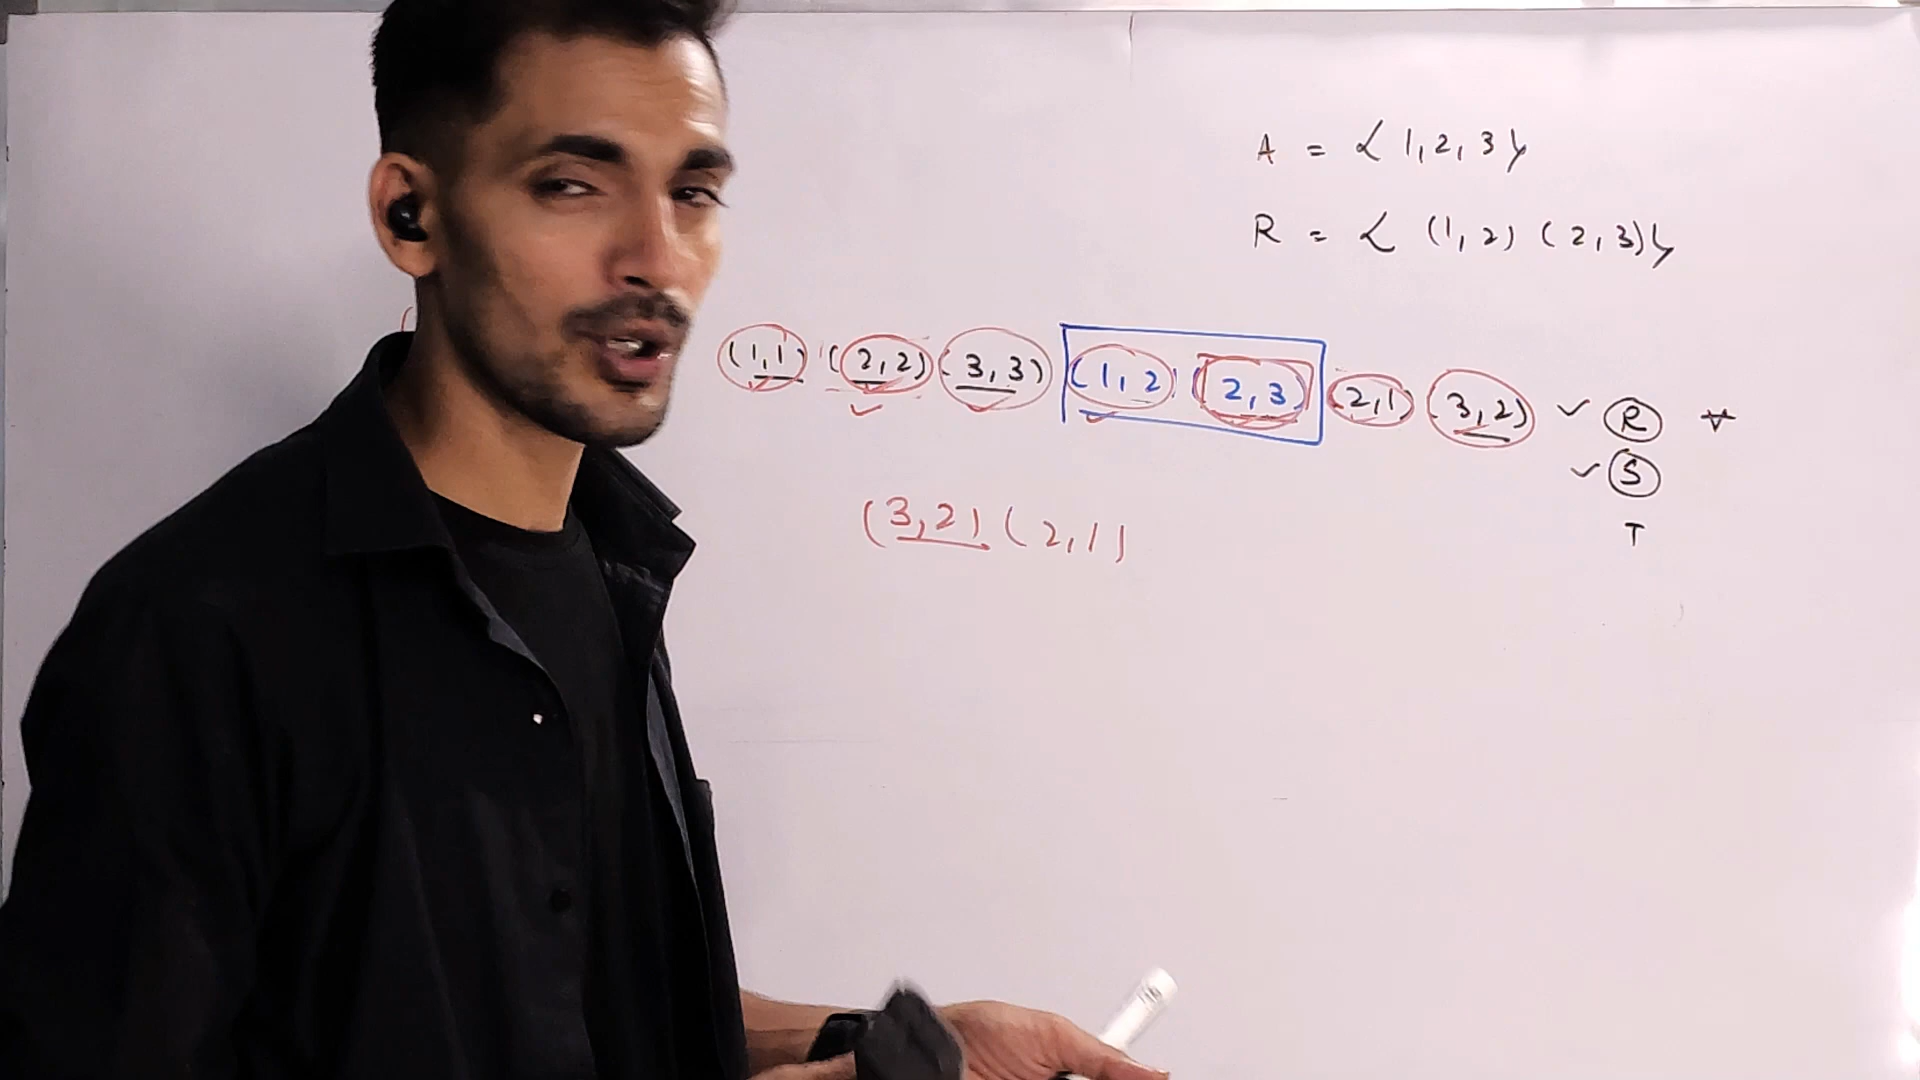 A = { 1, 2, 3 }
R = { (1, 2) (2, 3) }
(1,1) (2,2) (3,3) (1,2) (2,3) (2,1) (3,2) ✓ R ∀
✓ S
T
(3,2) (2,1)